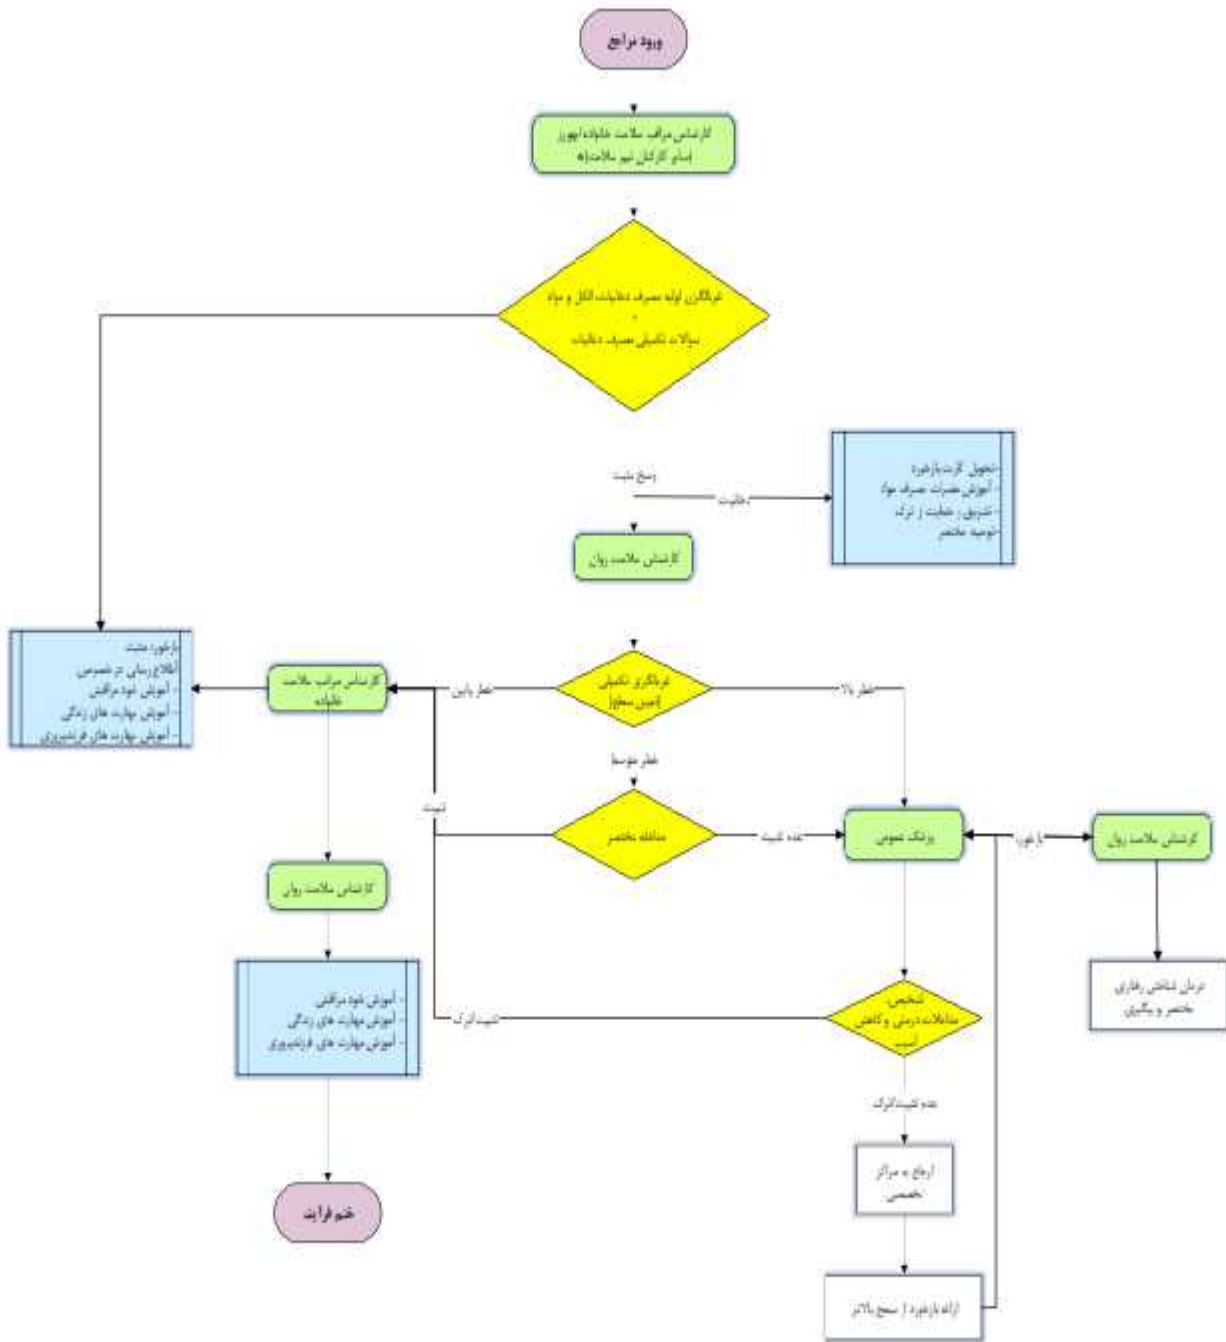 ورود مراجع
کارشناس مراقب سلامت خانواده/بهورز
(سایر کارکنان تیم سلامت)*
غربالگری اولیه مصرف دخانیات، الکل و مواد
+
سوالات تکمیلی مصرف دخانیات
پاسخ مثبت
دخانیات
-تحویل کارت بازخورد
- آموزش مضرات مصرف مواد
- تشویق، حمایت و ترک
-توصیه مختصر
کارشناس سلامت روان
بازخورد مثبت
اطلاع رسانی در خصوص:
- آموزش خود مراقبتی
- آموزش مهارت های زندگی
- آموزش مهارت های فرزندپروری
کارشناس مراقب سلامت
خانواده
خطر پایین
غربالگری تکمیلی
(تعیین سطح)
خطر بالا
خطر متوسط
تثبیت
مداخله مختصر
عدم تثبیت
پزشک عمومی
بازخورد
کارشناس سلامت روان
کارشناس سلامت روان
- آموزش خود مراقبتی
- آموزش مهارت های زندگی
- آموزش مهارت های فرزندپروری
تثبیت/ترک
تشخیص،
مداخلات درمانی و کاهش
آسیب
درمان شناختی رفتاری
مختصر و پیگیری
عدم تثبیت/ترک
ارجاع به مراکز
تخصصی
ختم فرآیند
ارائه بازخورد از سطح بالاتر